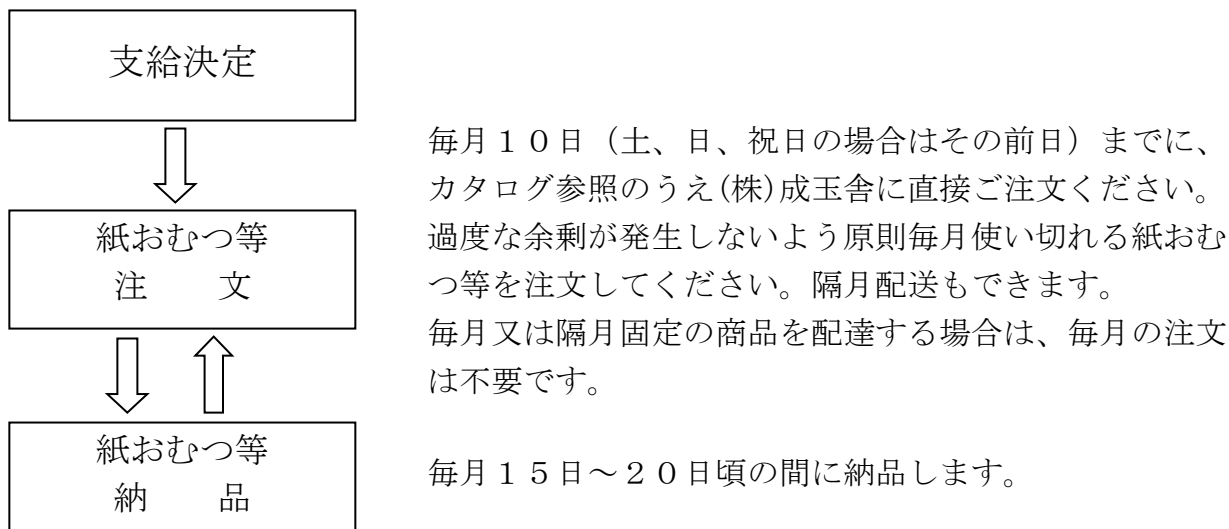 支給決定
毎月１０日（土、日、祝日の場合はその前日）までに、
カタログ参照のうえ(株)成玉舎に直接ご注文ください。
紙おむつ等
注　　文
過度な余剰が発生しないよう原則毎月使い切れる紙おむ
つ等を注文してください。隔月配送もできます。
毎月又は隔月固定の商品を配達する場合は、毎月の注文
は不要です。
紙おむつ等
納　　品
毎月１５日～２０日頃の間に納品します。